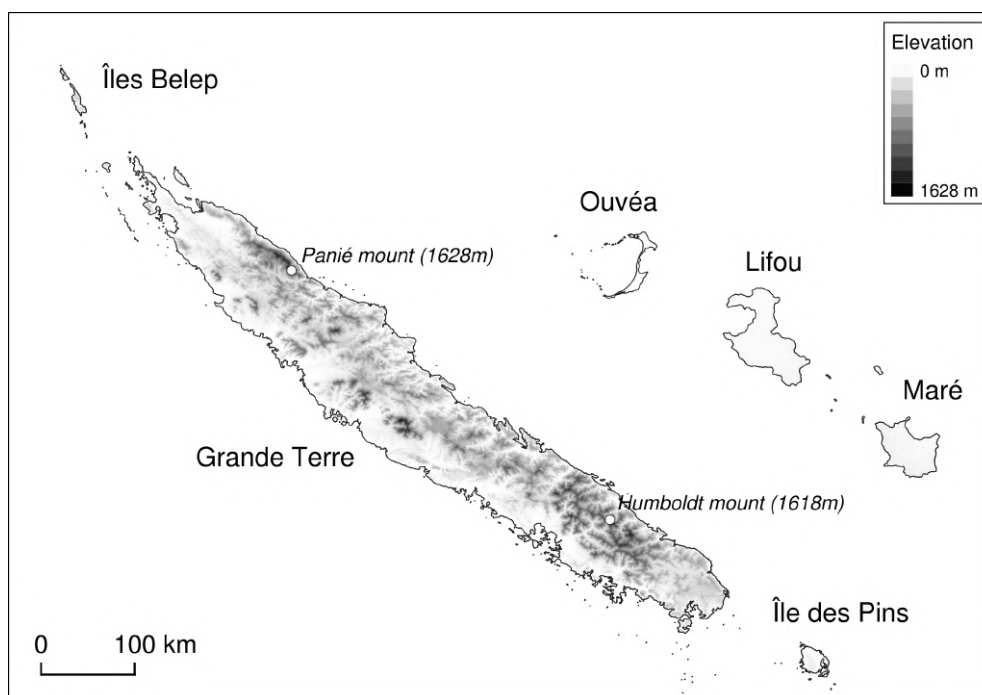 Îles Belep
Elevation
0 m
1628 m
Ouvéa
Panié mount (1628m)
Lifou
Maré
Grande Terre
Humboldt mount (1618m)
Île des Pins
0 100 km